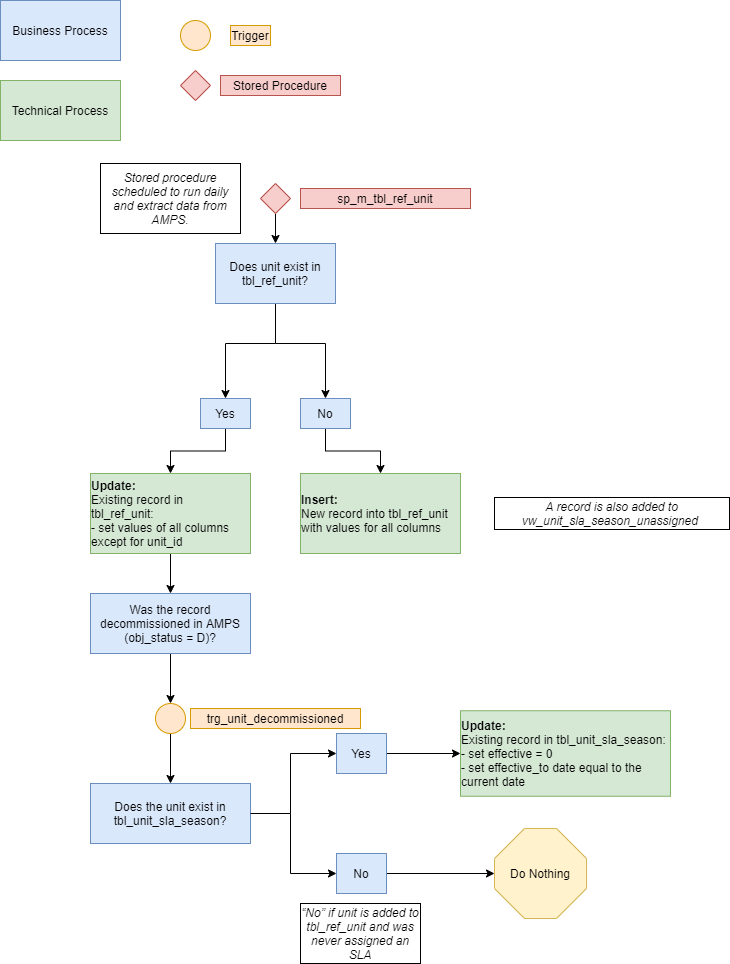 Business Process
Trigger
Stored Procedure
Technical Process
Stored procedure
scheduled to run daily
and extract data from
AMPS.
sp_m_tbl_ref_unit
Does unit exist in
tbl_ref_unit?
Yes
No
Update:
Existing record in
tbl_ref_unit:
- set values of all columns
except for unit_id
Insert:
New record into tbl_ref_unit
with values for all columns
A record is also added to
vw_unit_sla_season_unassigned
Was the record
decommissioned in AMPS
(obj_status = D)?
trg_unit_decommissioned
Does the unit exist in
tbl_unit_sla_season?
Yes
Update:
Existing record in tbl_unit_sla_season:
- set effective = 0
- set effective_to date equal to the
current date
No
Do Nothing
"No" if unit is added to
tbl_ref_unit and was
never assigned an
SLA